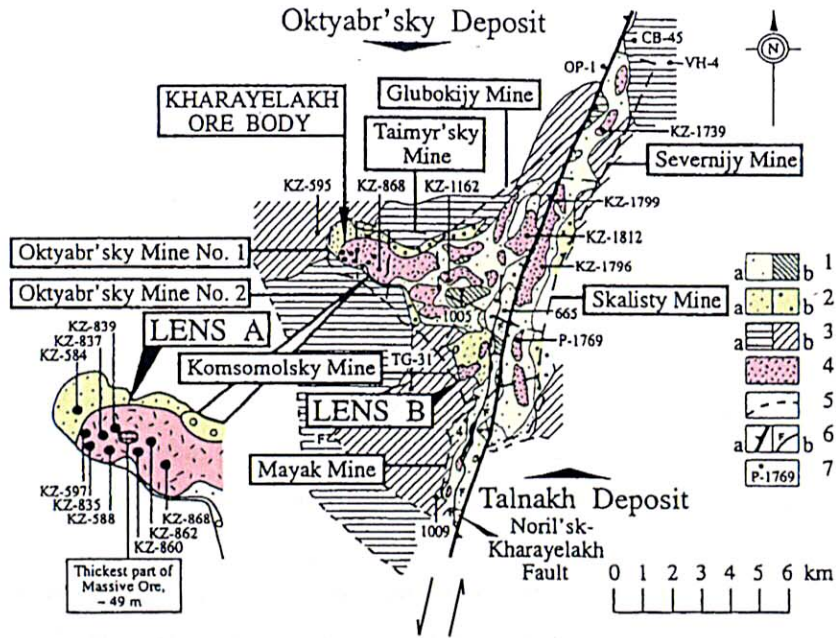 Oktyabr'sky Deposit
CB-45
VH-4
OP-1
N
Glubokijy Mine
KHARAYELAKH
ORE BODY
Taimyr'sky
Mine
KZ-1739
Severnijy Mine
KZ-595
KZ-868
KZ-1162
KZ-1799
KZ-1812
KZ-1796
Oktyabr'sky Mine No. 1
Oktyabr'sky Mine No. 2
1005
665
Skalisty Mine
P-1769
LENS A
KZ-839
KZ-837
KZ-584
TG-31
Komsomolsky Mine
LENS B
F
Mayak Mine
Talnakh Deposit
1009
Noril'sk-
Kharayelakh
Fault
KZ-597
KZ-835
KZ-588
KZ-868
KZ-862
KZ-860
Thickest part of
Massive Ore,
~ 49 m
a b 1
a b 2
a b 3
4
5
a F b 6
P-1769 7
0 1 2 3 4 5 6 km